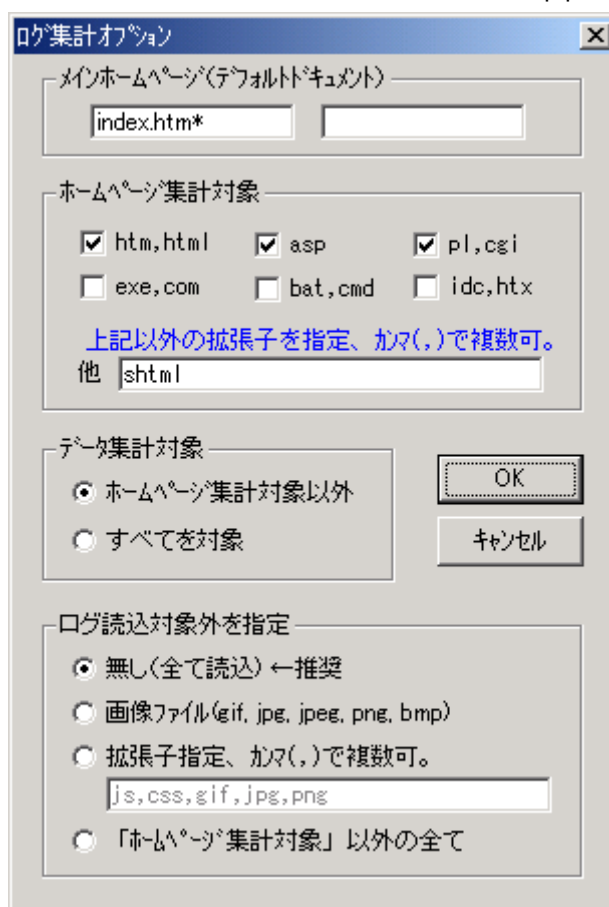 ﾛｸﾞ集計ｵﾌﾟｼｮﾝ
ﾒｲﾝﾎｰﾑﾍﾟｰｼﾞ(ﾃﾞﾌｫﾙﾄﾄﾞｷｭﾒﾝﾄ)
index.htm*
ﾎｰﾑﾍﾟｰｼﾞ集計対象
htm,html asp pl,cgi
exe,com bat,cmd idc,htx
上記以外の拡張子を指定、ｶﾝﾏ(,)で複数可。
他 shtml
ﾃﾞｰﾀ集計対象
ﾎｰﾑﾍﾟｰｼﾞ集計対象以外
OK
すべてを対象
ｷｬﾝｾﾙ
ログ読込対象外を指定
無し(全て読込)←推奨
画像ﾌｧｲﾙ(gif, jpg, jpeg, png, bmp)
拡張子指定、ｶﾝﾏ(,)で複数可。
js,css,gif,jpg,png
「ﾎｰﾑﾍﾟｰｼﾞ集計対象」以外の全て